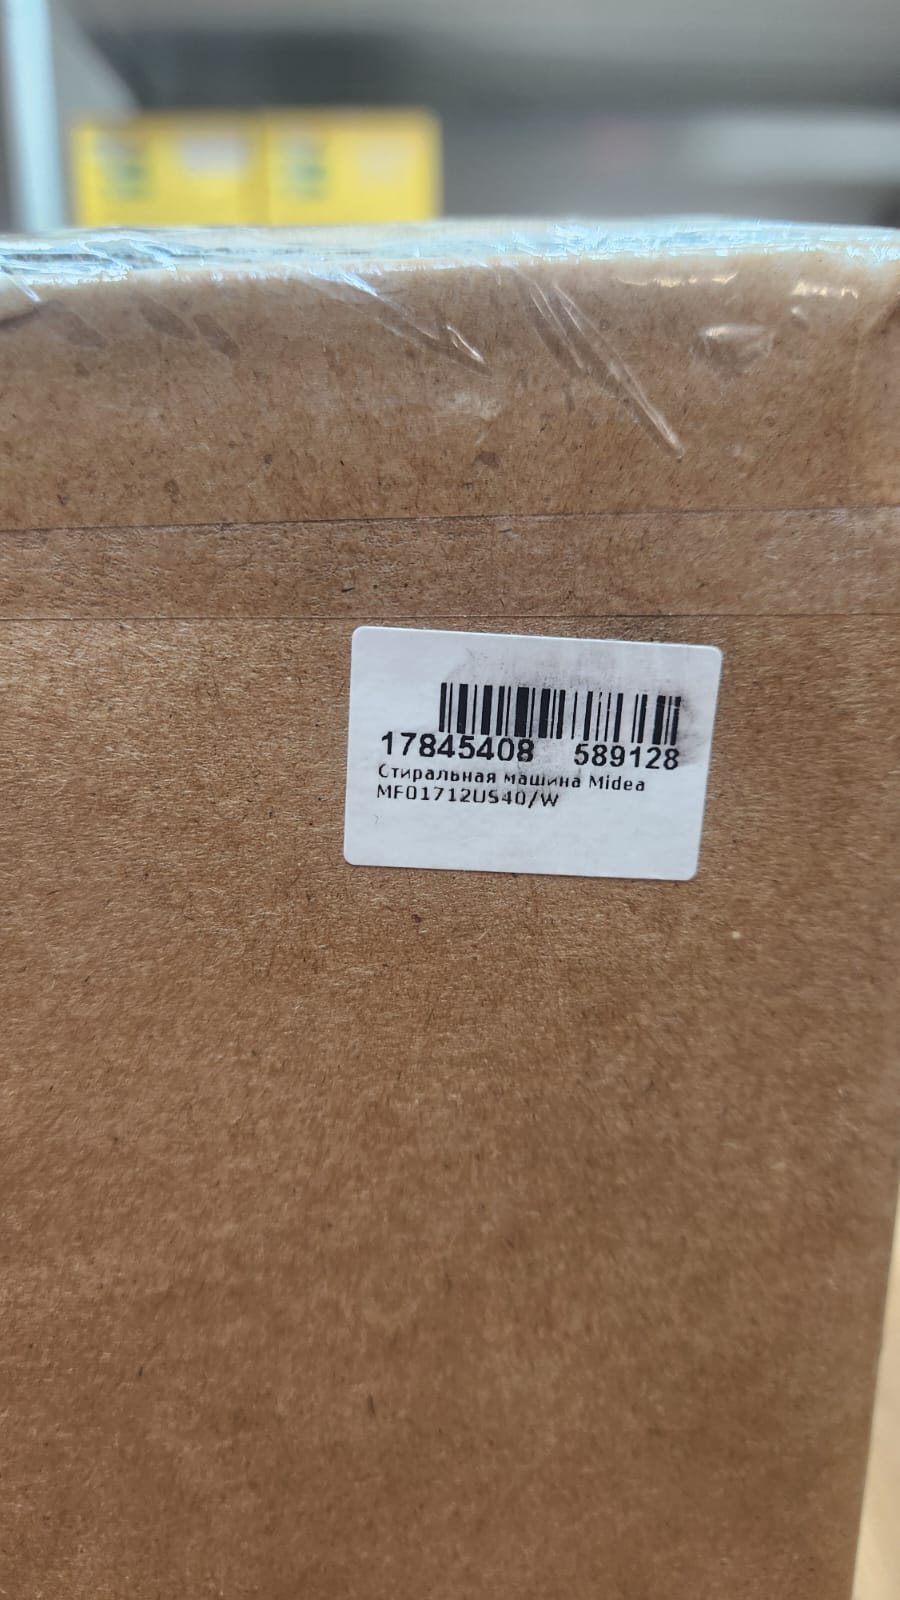 17845408 589128
Стиральная машина Midea
MF01712US40/W